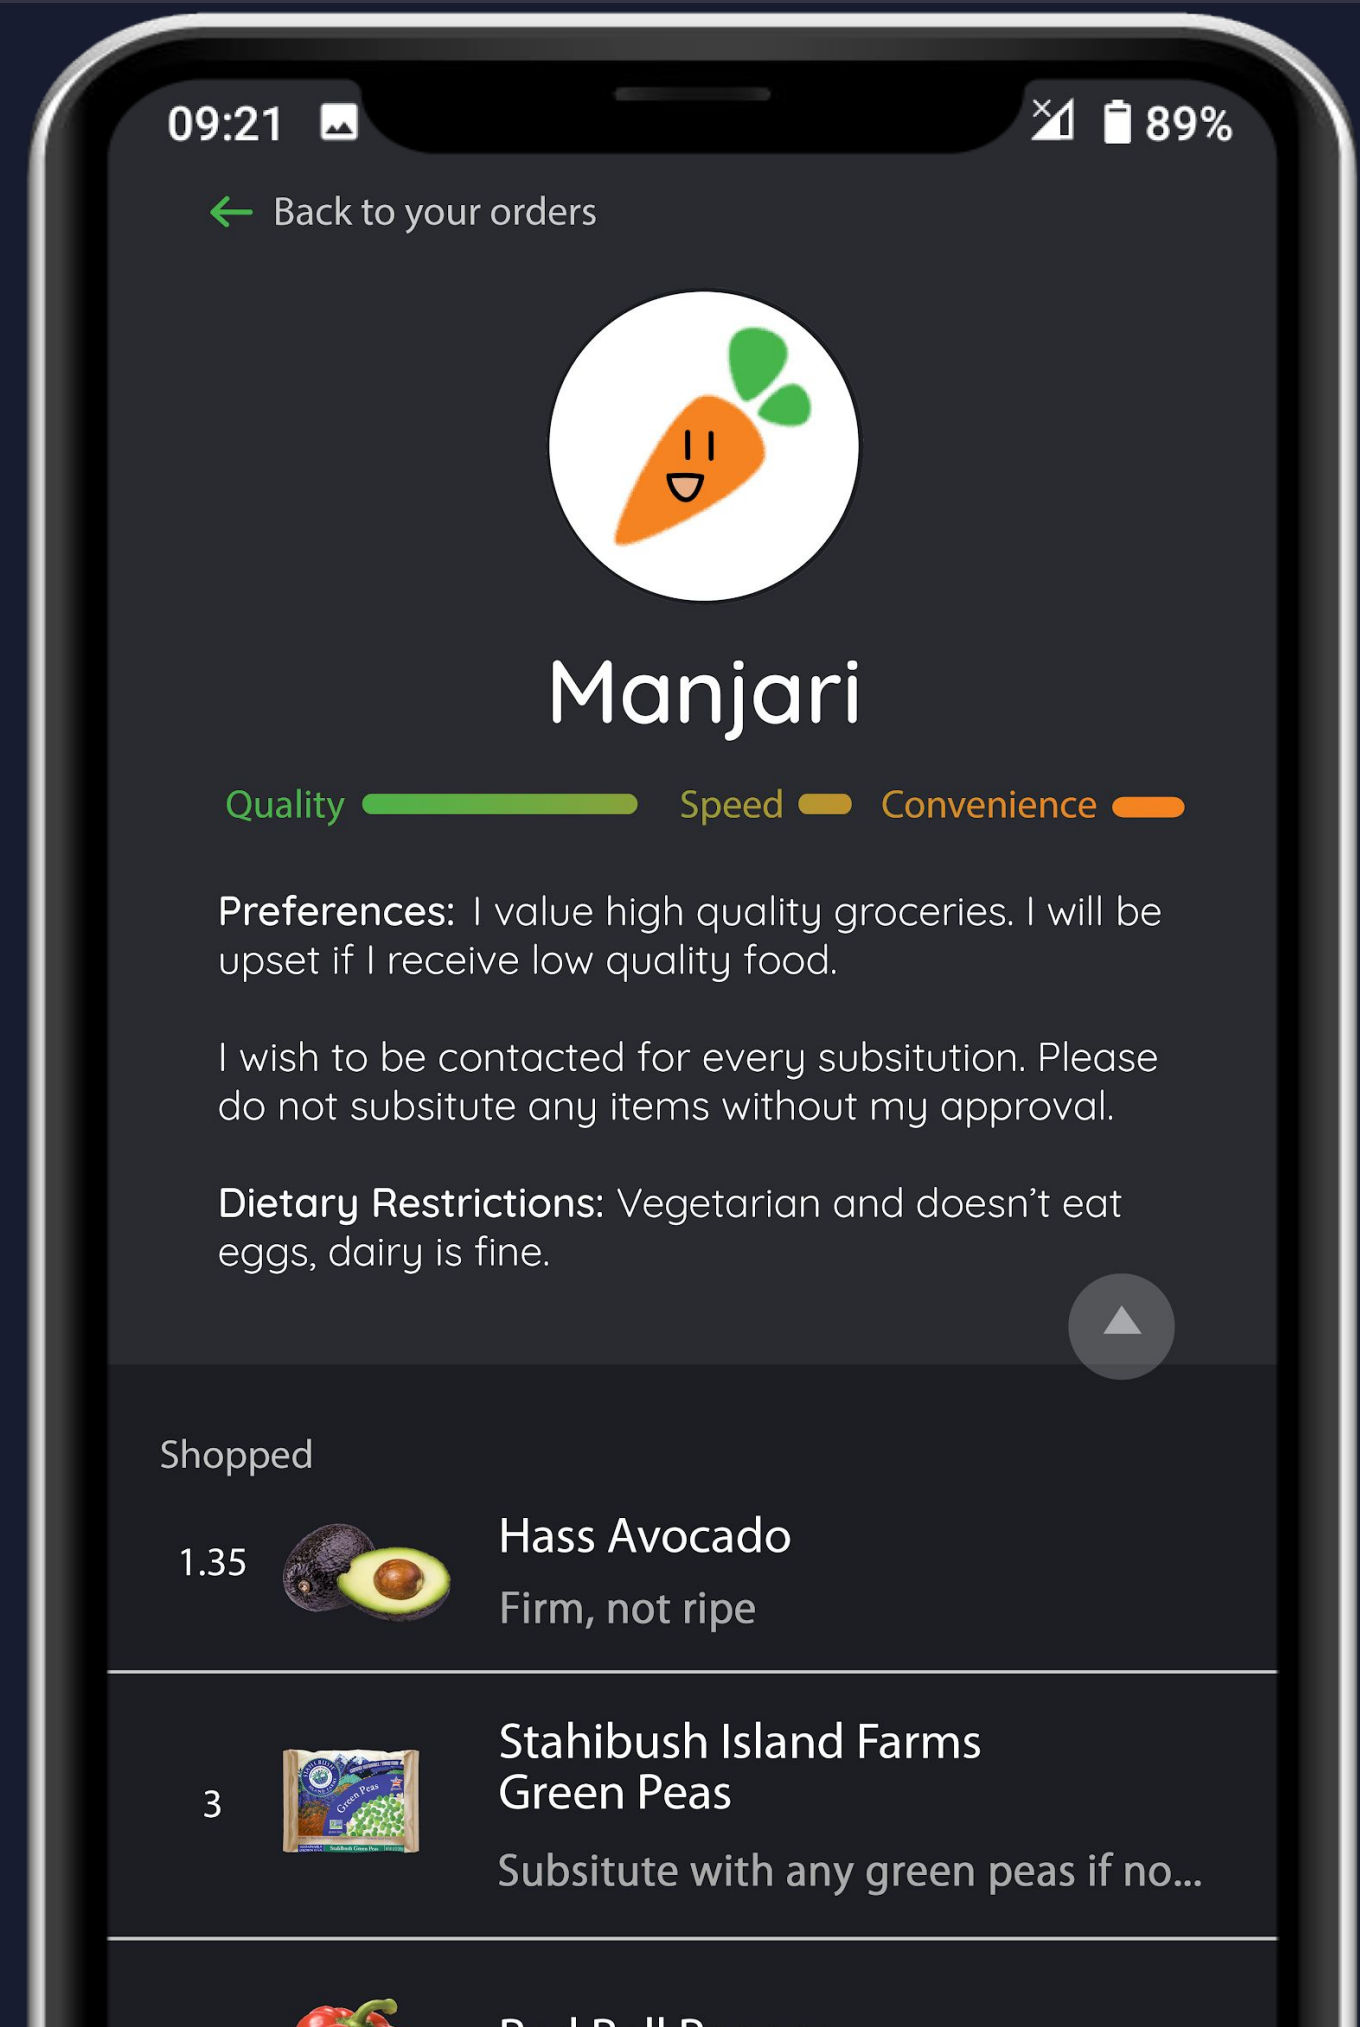 09:21
89%
Back to your orders
Manjari
Quality Speed Convenience
Preferences: I value high quality groceries. I will be
upset if I receive low quality food.
I wish to be contacted for every subsitution. Please
do not subsitute any items without my approval.
Dietary Restrictions: Vegetarian and doesn’t eat
eggs, dairy is fine.
Shopped
1.35
Hass Avocado
Firm, not ripe
3
Green Peas
Stahibush Island Farms
Green Peas
Subsitute with any green peas if no...